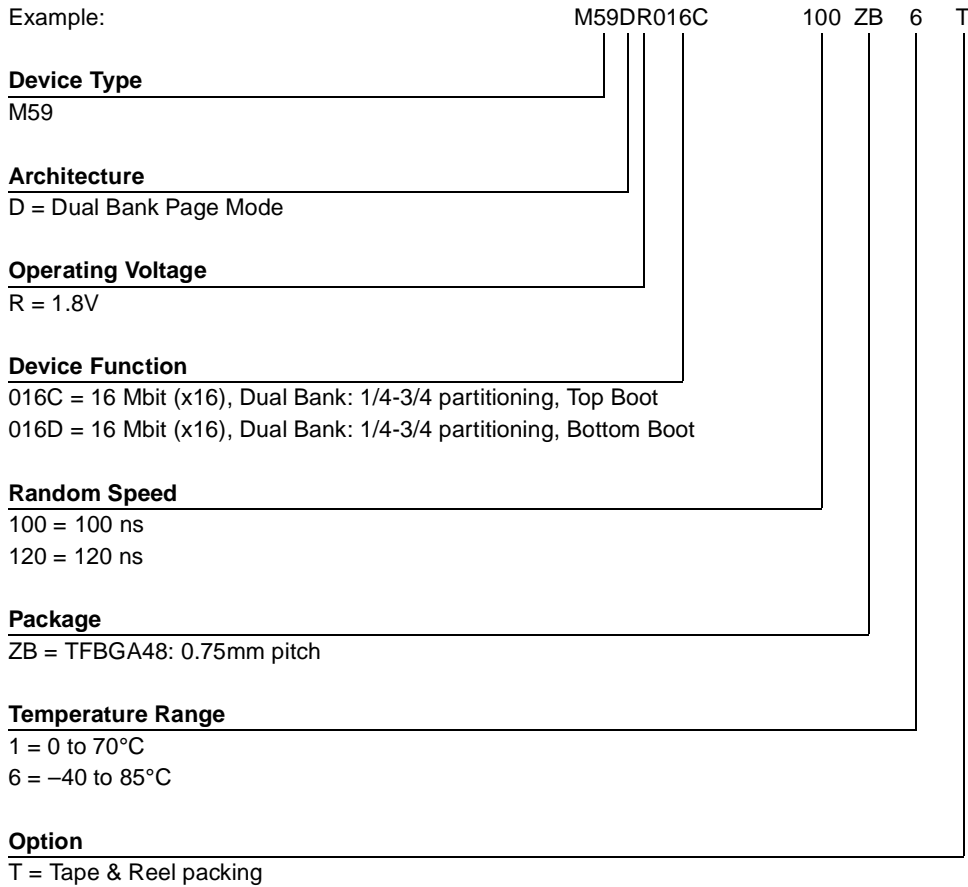 Example: M59DR016C 100 ZB 6 T
Device Type
M59
Architecture
D = Dual Bank Page Mode
Operating Voltage
R = 1.8V
Device Function
016C = 16 Mbit (x16), Dual Bank: 1/4-3/4 partitioning, Top Boot
016D = 16 Mbit (x16), Dual Bank: 1/4-3/4 partitioning, Bottom Boot
Random Speed
100 = 100 ns
120 = 120 ns
Package
ZB = TFBGA48: 0.75mm pitch
Temperature Range
1 = 0 to 70°C
6 = –40 to 85°C
Option
T = Tape & Reel packing